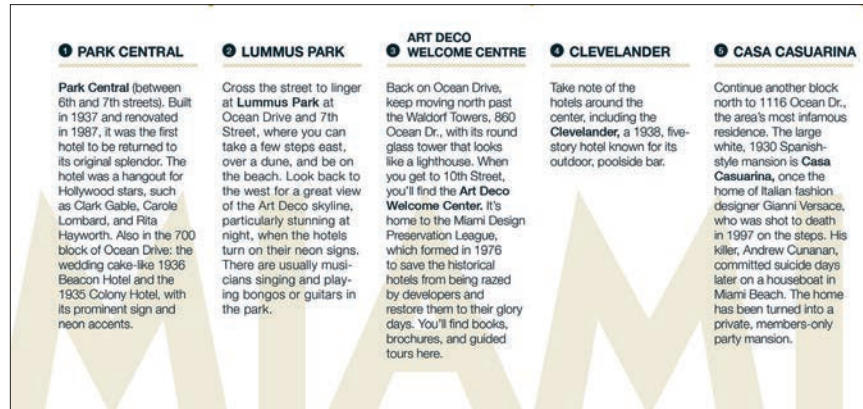 1 PARK CENTRAL
Park Central (between
6th and 7th streets). Built
in 1937 and renovated
in 1987, it was the first
hotel to be returned to
its original splendor. The
hotel was a hangout for
Hollywood stars, such
as Clark Gable, Carole
Lombard, and Rita
Hayworth. Also in the 700
block of Ocean Drive: the
wedding cake-like 1936
Beacon Hotel and the
1935 Colony Hotel, with
its prominent sign and
neon accents.
2 LUMMUS PARK
Cross the street to linger
at Lummus Park at
Ocean Drive and 7th
Street, where you can
take a few steps east,
over a dune, and be on
the beach. Look back to
the west for a great view
of the Art Deco skyline,
particularly stunning at
night, when the hotels
turn on their neon signs.
There are usually musi-
cians singing and play-
ing bongos or guitars in
the park.
ART DECO
3 WELCOME CENTRE
Back on Ocean Drive,
keep moving north past
the Waldorf Towers, 860
Ocean Dr., with its round
glass tower that looks
like a lighthouse. When
you get to 10th Street,
you'll find the Art Deco
Welcome Center. It's
home to the Miami Design
Preservation League,
which formed in 1976
to save the historical
hotels from being razed
by developers and
restore them to their glory
days. You'll find books,
brochures, and guided
tours here.
4 CLEVELANDER
Take note of the
hotels around the
center, including the
Clevelander, a 1938, five-
story hotel known for its
outdoor, poolside bar.
5 CASA CASUARINA
Continue another block
north to 1116 Ocean Dr.,
the area's most infamous
residence. The large
white, 1930 Spanish-
style mansion is Casa
Casuarina, once the
home of Italian fashion
designer Gianni Versace,
who was shot to death
in 1997 on the steps. His
killer, Andrew Cunanan,
committed suicide days
later on a houseboat in
Miami Beach. The home
has been turned into a
private, members-only
party mansion.
MIAMI